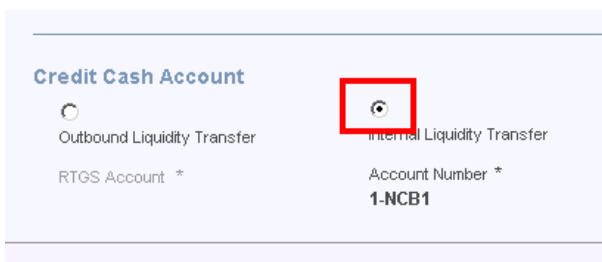 Credit Cash Account
Outbound Liquidity Transfer
Internal Liquidity Transfer
RTGS Account *
Account Number *
1-NCB1